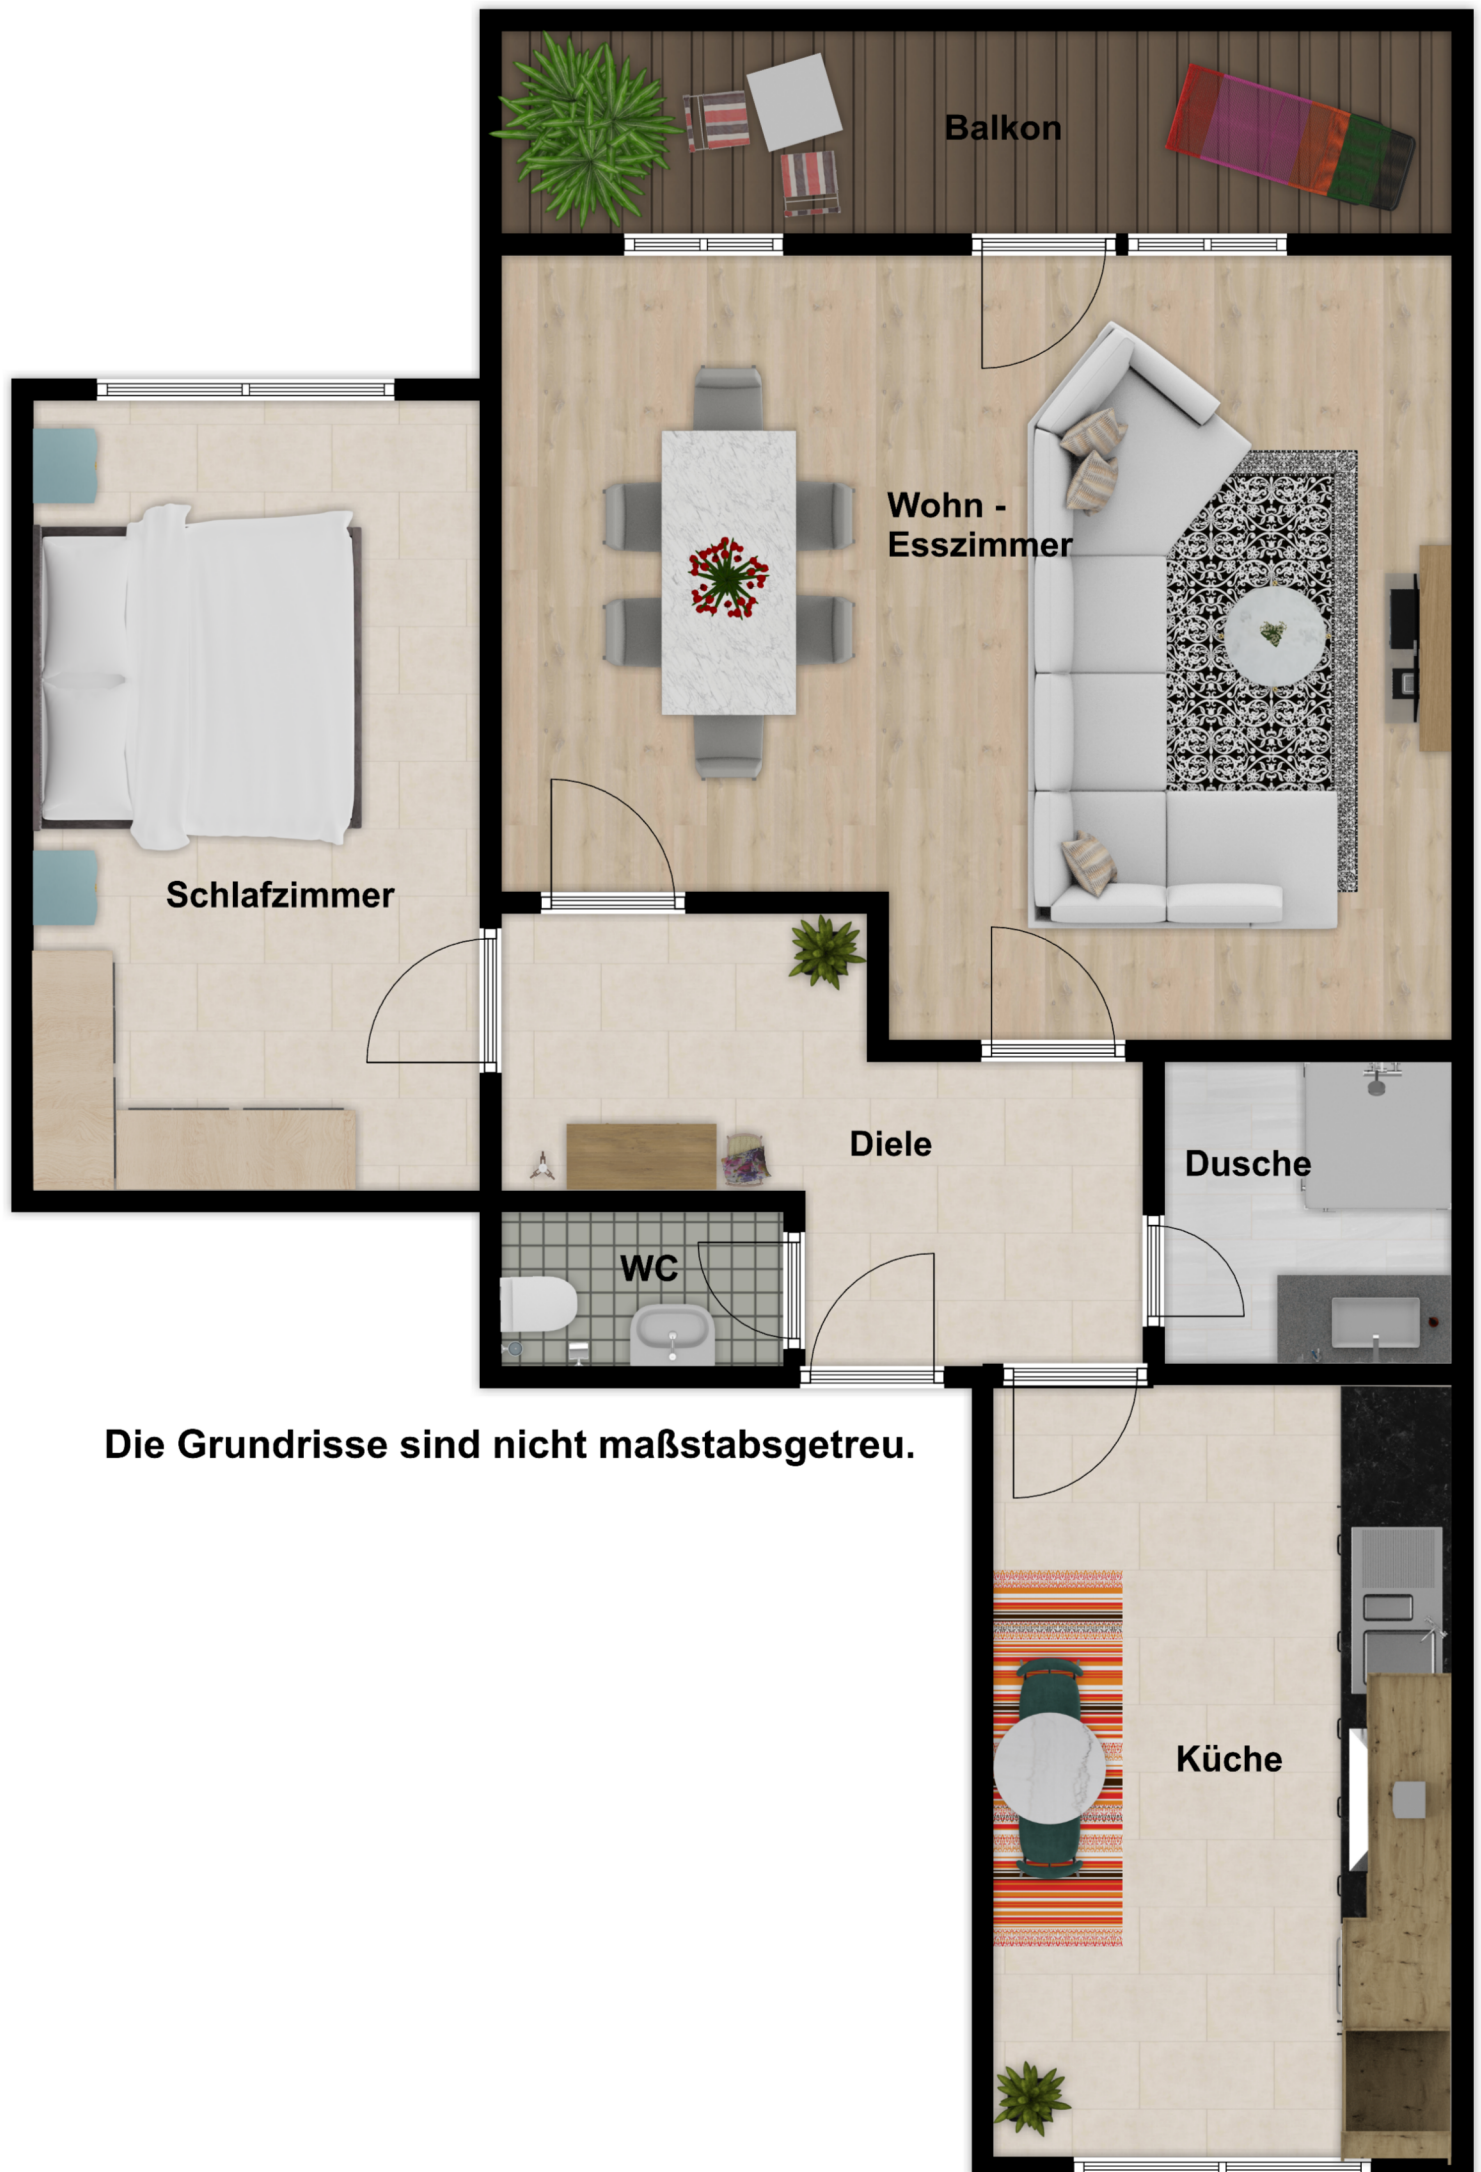 Balkon
Wohn -
Esszimmer
Schlafzimmer
Diele
Dusche
WC
Die Grundrisse sind nicht maßstabsgetreu.
Küche